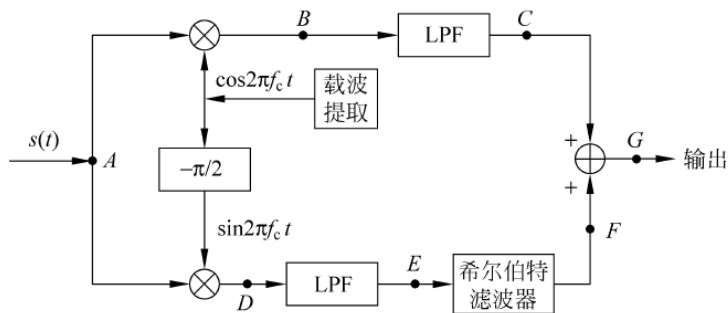 B
C
LPF
cos2πf_c t
载波
提取
s(t)
A
−π/2
+
+
G
输出
sin2πf_c t
F
D
LPF
E
希尔伯特
滤波器